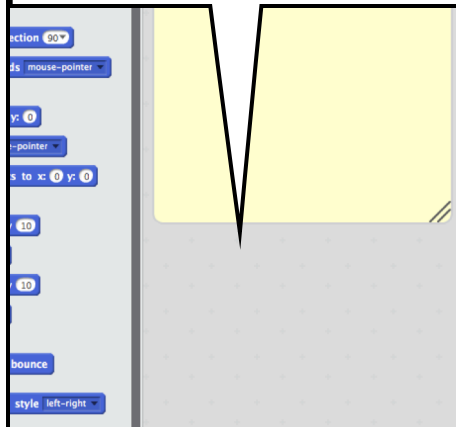 ection 90
ds mouse-pointer
y: 0
-pointer
s to x: 0 y: 0
10
10
bounce
style left-right